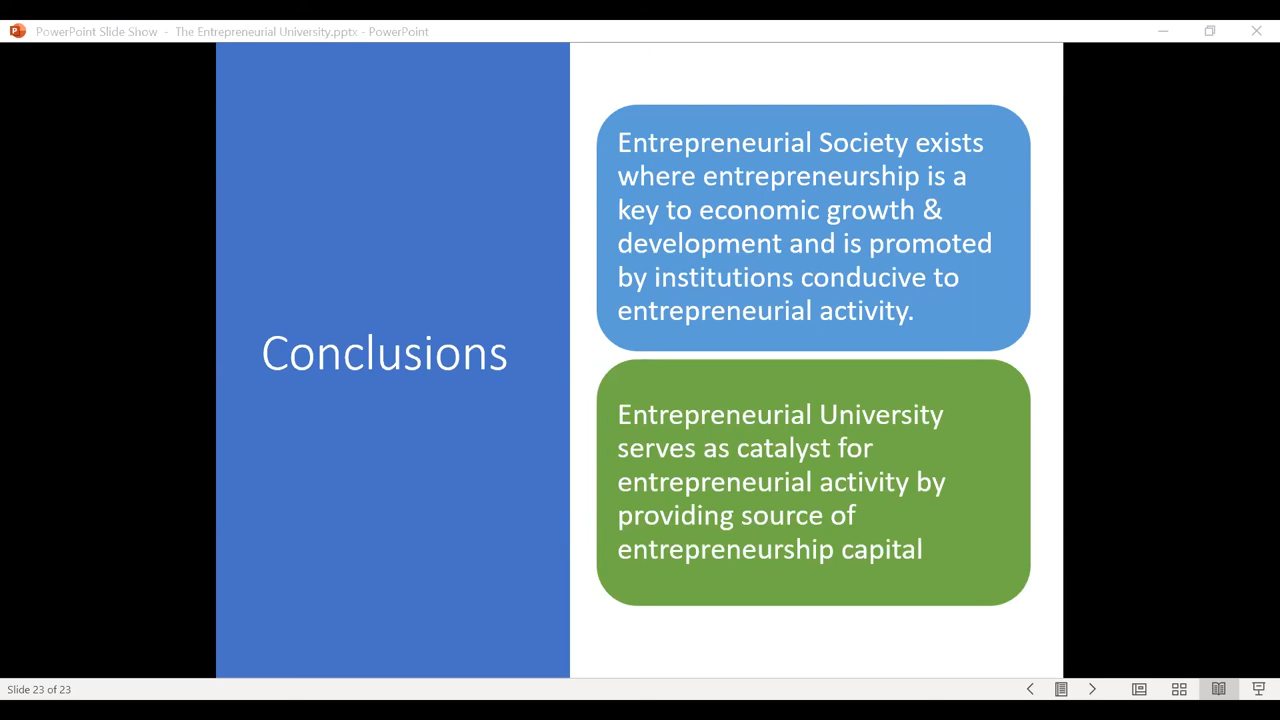 PowerPoint Slide Show - The Entrepreneurial University.pptx - PowerPoint
Conclusions
Entrepreneurial Society exists
where entrepreneurship is a
key to economic growth &
development and is promoted
by institutions conducive to
entrepreneurial activity.
Entrepreneurial University
serves as catalyst for
entrepreneurial activity by
providing source of
entrepreneurship capital
Slide 23 of 23